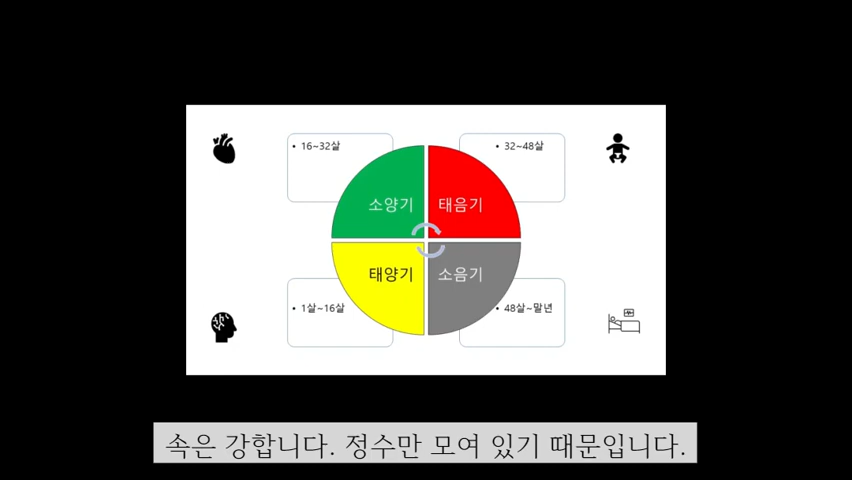 • 16~32살
• 32~48살
소양기
태음기
태양기
소음기
• 1살~16살
• 48살~말년
속은 강합니다. 정수만 모여 있기 때문입니다.